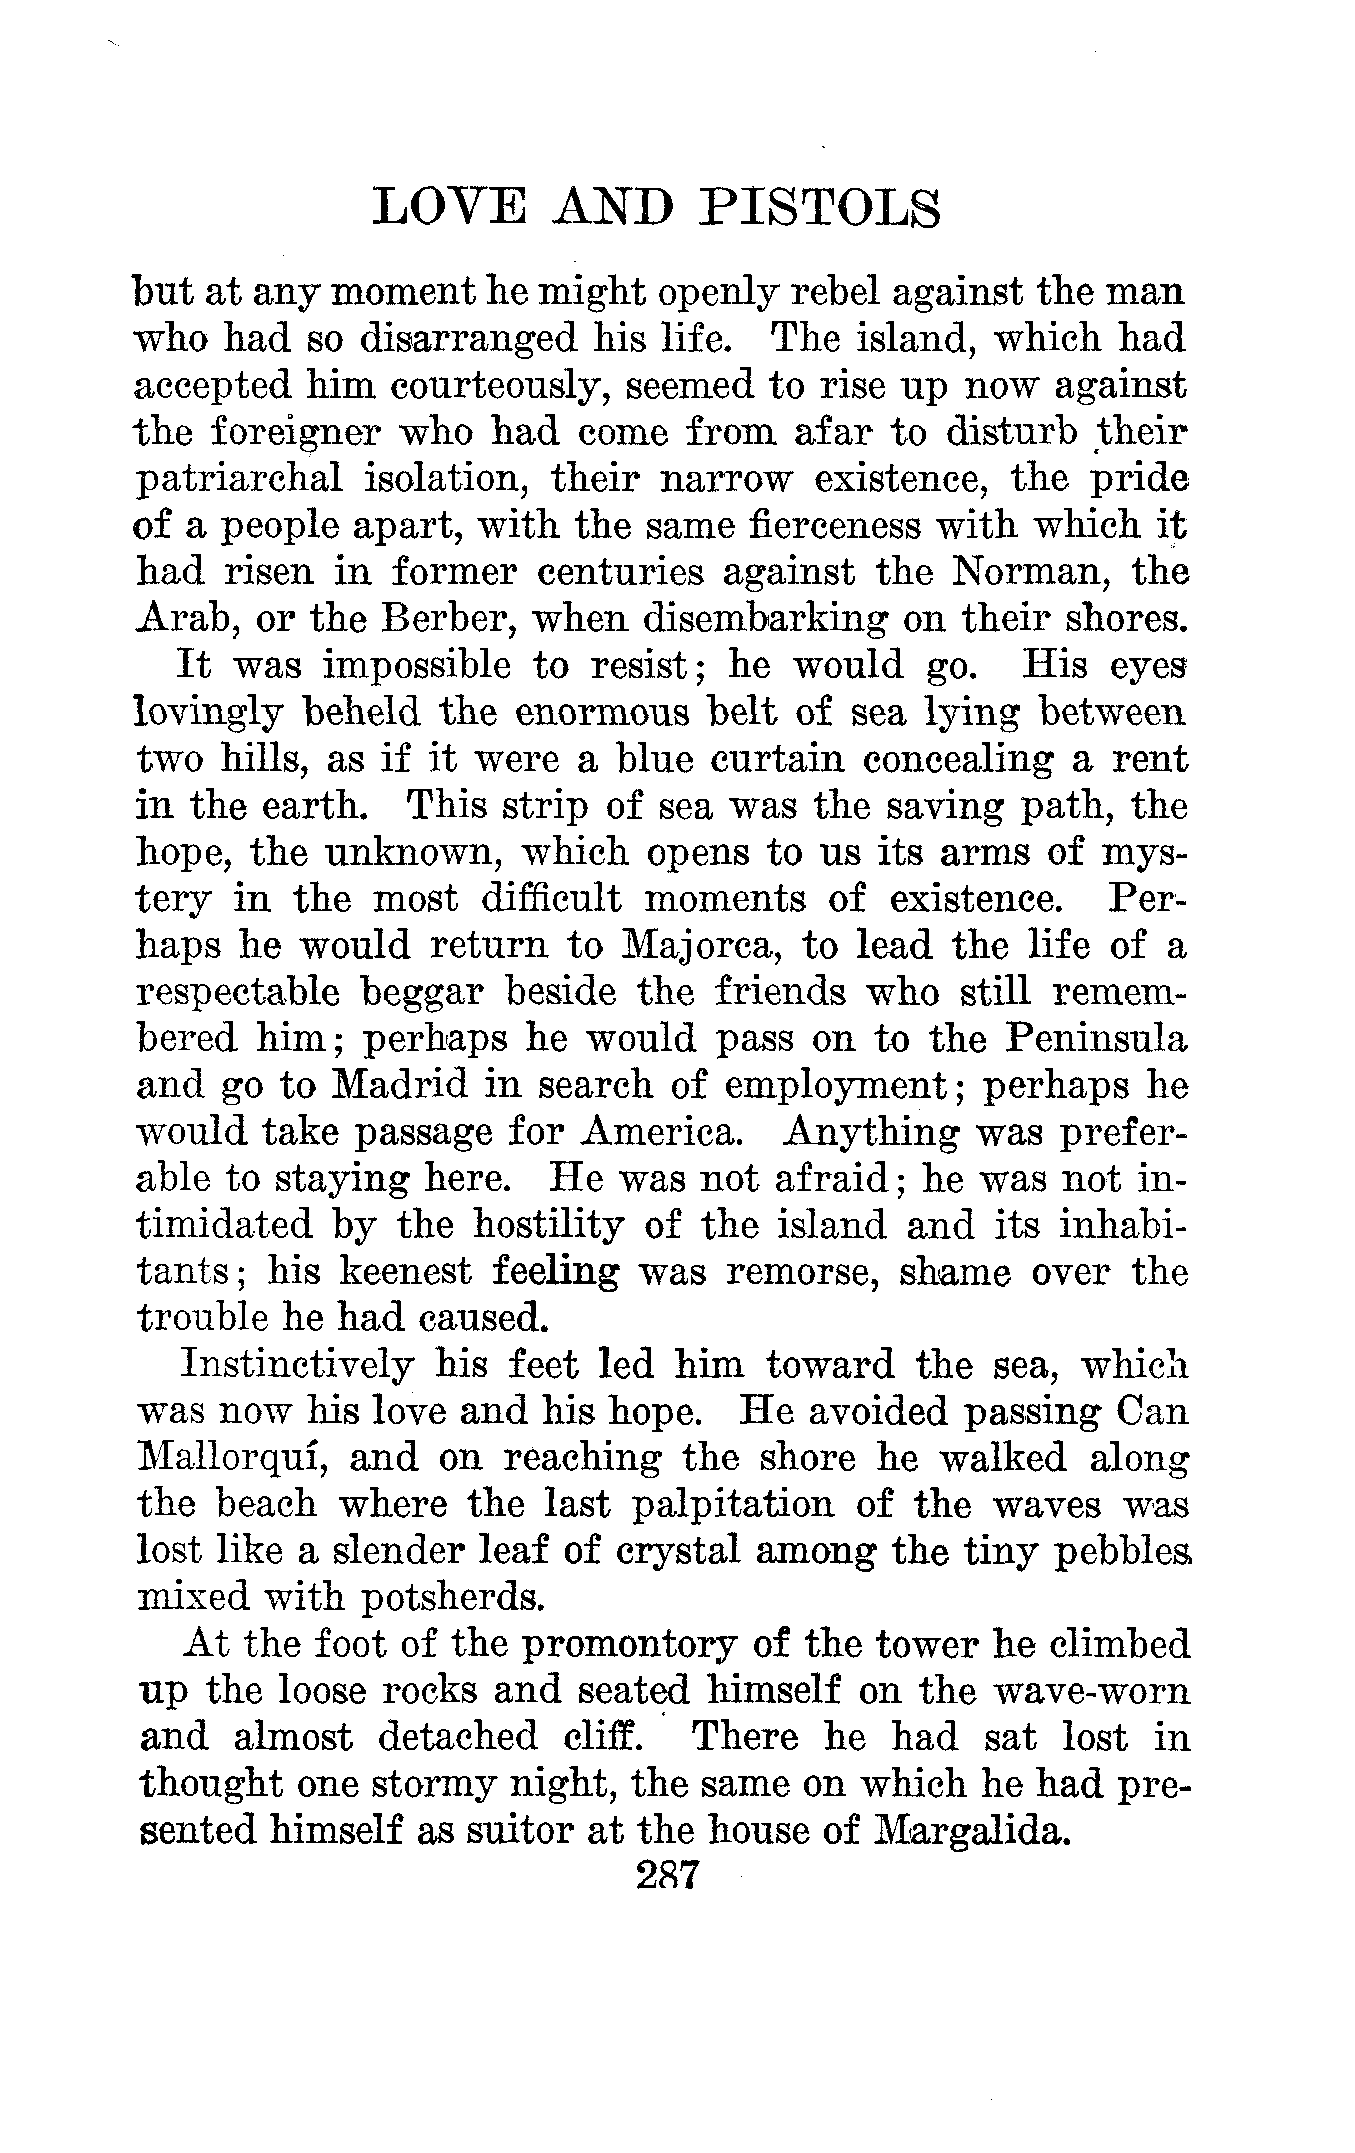 LOVE AND PISTOLS
but at any moment he might openly rebel against the man
who had so disarranged his life. The island, which had
accepted him courteously, seemed to rise up now against
the foreigner who had come from afar to disturb their
patriarchal isolation, their narrow existence, the pride
of a people apart, with the same fierceness with which it
had risen in former centuries against the Norman, the
Arab, or the Berber, when disembarking on their shores.
It was impossible to resist; he would go. His eyes
lovingly beheld the enormous belt of sea lying between
two hills, as if it were a blue curtain concealing a rent
in the earth. This strip of sea was the saving path, the
hope, the unknown, which opens to us its arms of mys-
tery in the most difficult moments of existence. Per-
haps he would return to Majorca, to lead the life of a
respectable beggar beside the friends who still remem-
bered him; perhaps he would pass on to the Peninsula
and go to Madrid in search of employment; perhaps he
would take passage for America. Anything was prefer-
able to staying here. He was not afraid; he was not in-
timidated by the hostility of the island and its inhabi-
tants; his keenest feeling was remorse, shame over the
trouble he had caused.
Instinctively his feet led him toward the sea, which
was now his love and his hope. He avoided passing Can
Mallorquí, and on reaching the shore he walked along
the beach where the last palpitation of the waves was
lost like a slender leaf of crystal among the tiny pebbles
mixed with potsherds.
At the foot of the promontory of the tower he climbed
up the loose rocks and seated himself on the wave-worn
and almost detached cliff. There he had sat lost in
thought one stormy night, the same on which he had pre-
sented himself as suitor at the house of Margalida.
287